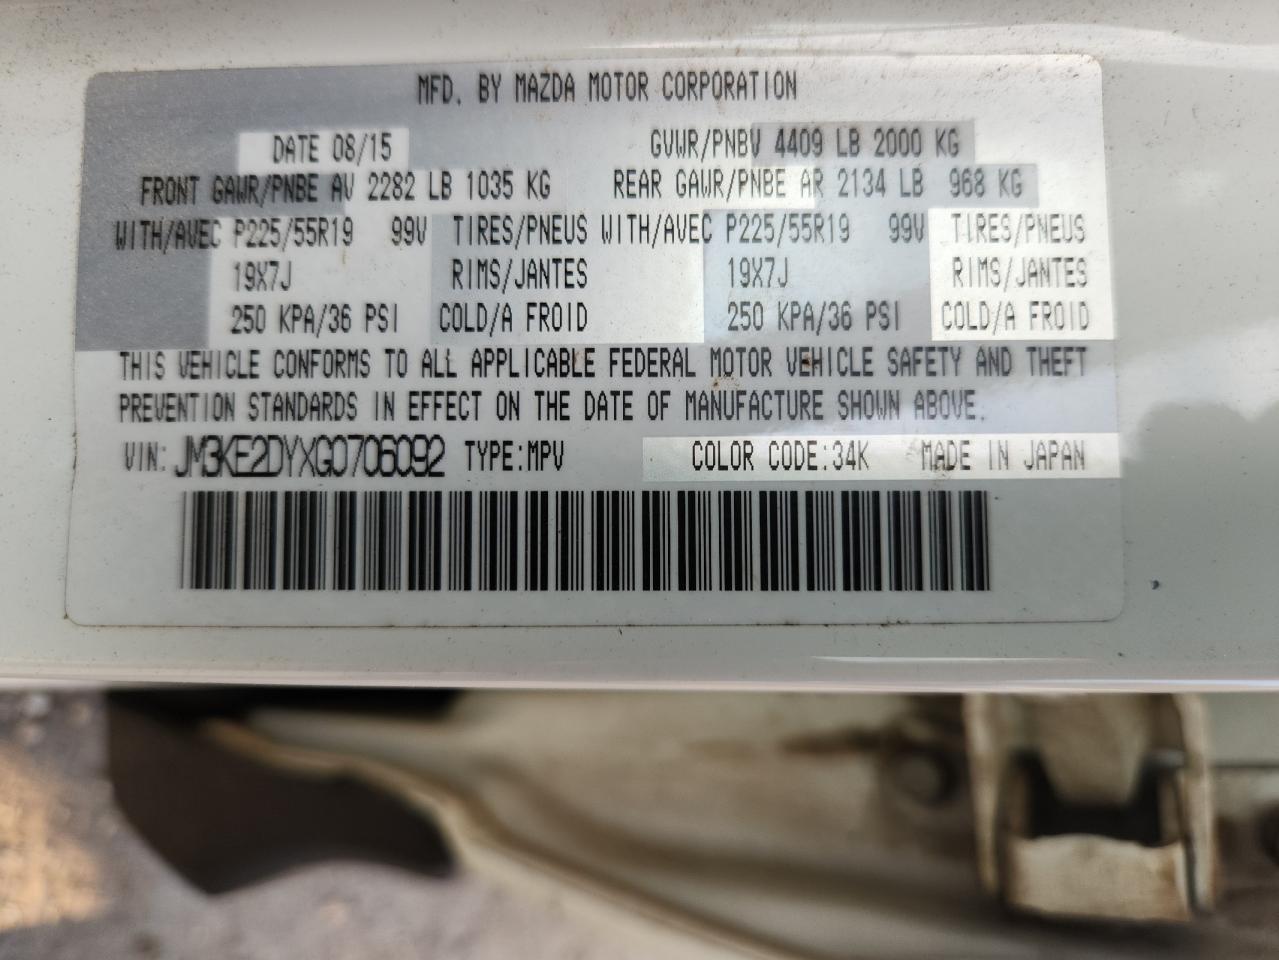 MFD. BY MAZDA MOTOR CORPORATION
DATE 08/15 GVWR/PNBV 4409 LB 2000 KG
FRONT GAWR/PNBE AV 2282 LB 1035 KG REAR GAWR/PNBE AR 2134 LB 968 KG
WITH/AVEC P225/55R19 99V TIRES/PNEUS WITH/AVEC P225/55R19 99V TIRES/PNEUS
19X7J RIMS/JANTES 19X7J RIMS/JANTES
250 KPA/36 PSI COLD/A FROID 250 KPA/36 PSI COLD/A FROID
THIS VEHICLE CONFORMS TO ALL APPLICABLE FEDERAL MOTOR VEHICLE SAFETY AND THEFT
PREVENTION STANDARDS IN EFFECT ON THE DATE OF MANUFACTURE SHOWN ABOVE.
VIN: JM3KE2DYXG0706092 TYPE:MPV COLOR CODE:34K MADE IN JAPAN